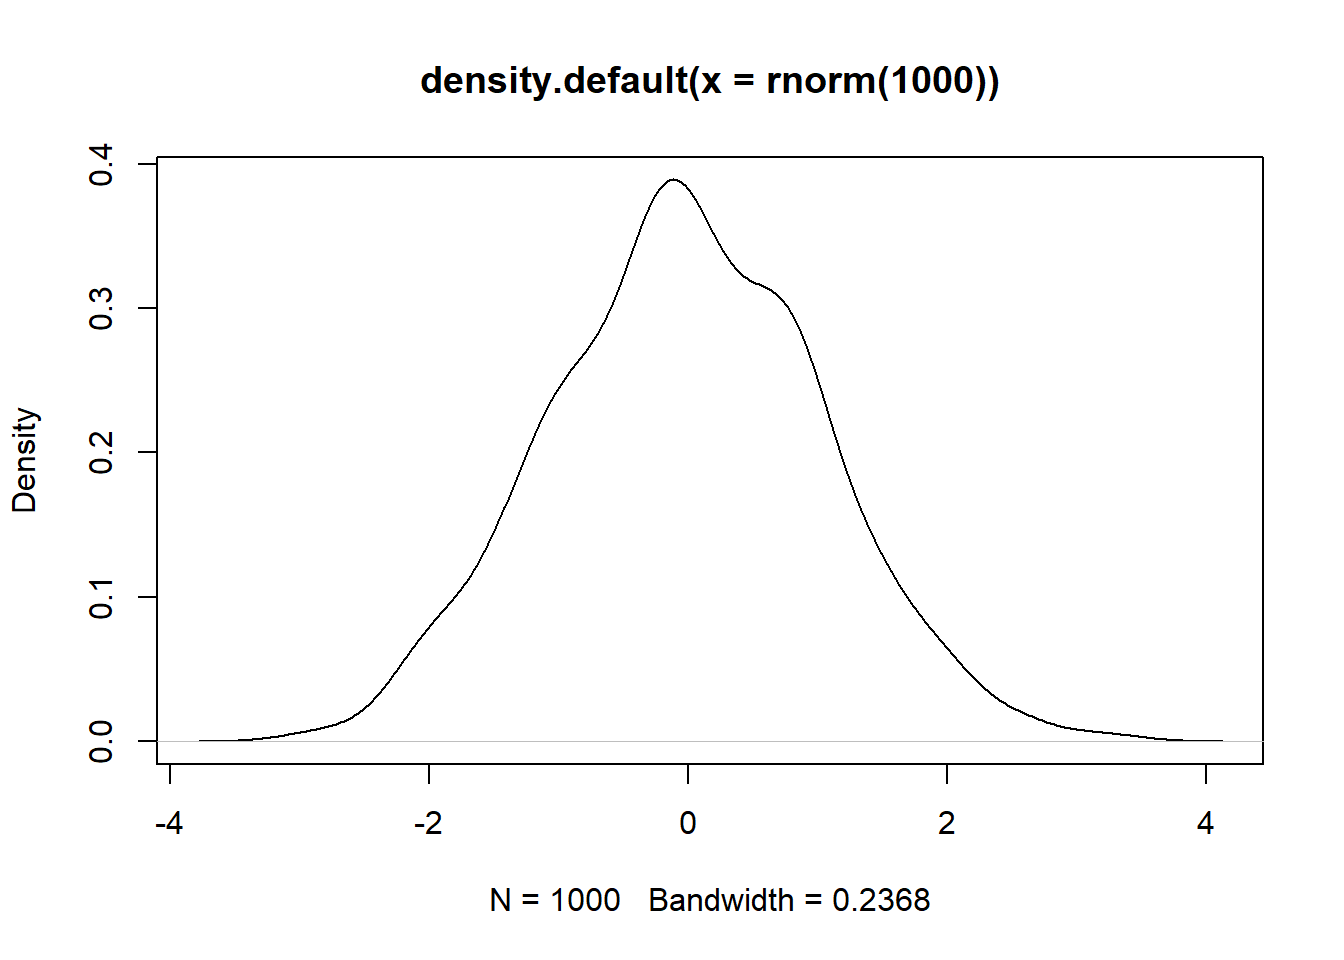 density.default(x = rnorm(1000))
Density
0.4
0.3
0.2
0.1
0.0
-4 -2 0 2 4
N = 1000 Bandwidth = 0.2368